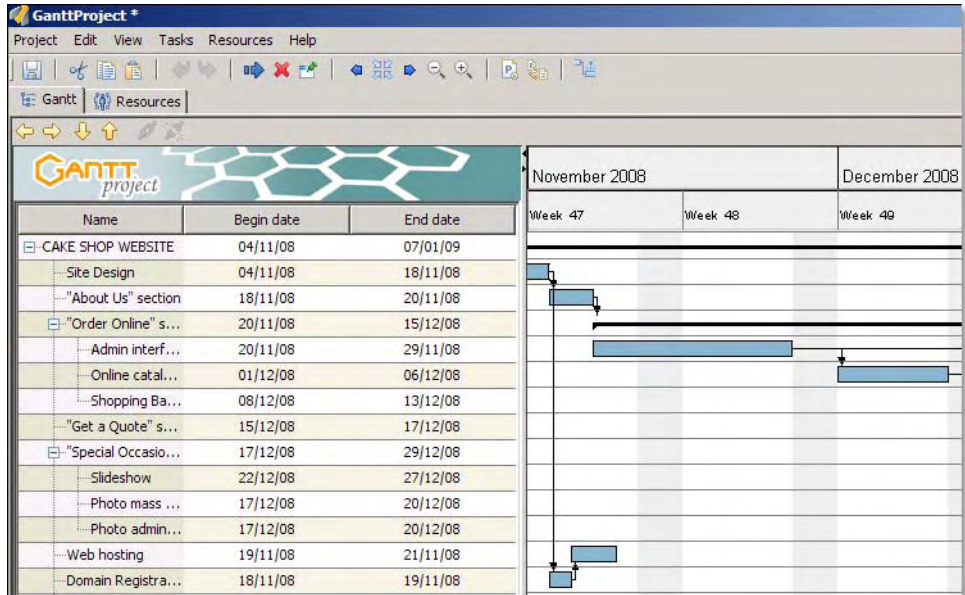 GanttProject *
Project Edit View Tasks Resources Help
Gantt Resources
GANTT
project
November 2008 December 2008
Name Begin date End date Week 47 Week 48 Week 49
CAKE SHOP WEBSITE 04/11/08 07/01/09
Site Design 04/11/08 18/11/08
"About Us" section 18/11/08 20/11/08
"Order Online" s... 20/11/08 15/12/08
Admin interf... 20/11/08 29/11/08
Online catal... 01/12/08 06/12/08
Shopping Ba... 08/12/08 13/12/08
"Get a Quote" s... 15/12/08 17/12/08
"Special Occasio... 17/12/08 29/12/08
Slideshow 22/12/08 27/12/08
Photo mass ... 17/12/08 20/12/08
Photo admin... 17/12/08 20/12/08
Web hosting 19/11/08 21/11/08
Domain Registra... 18/11/08 19/11/08